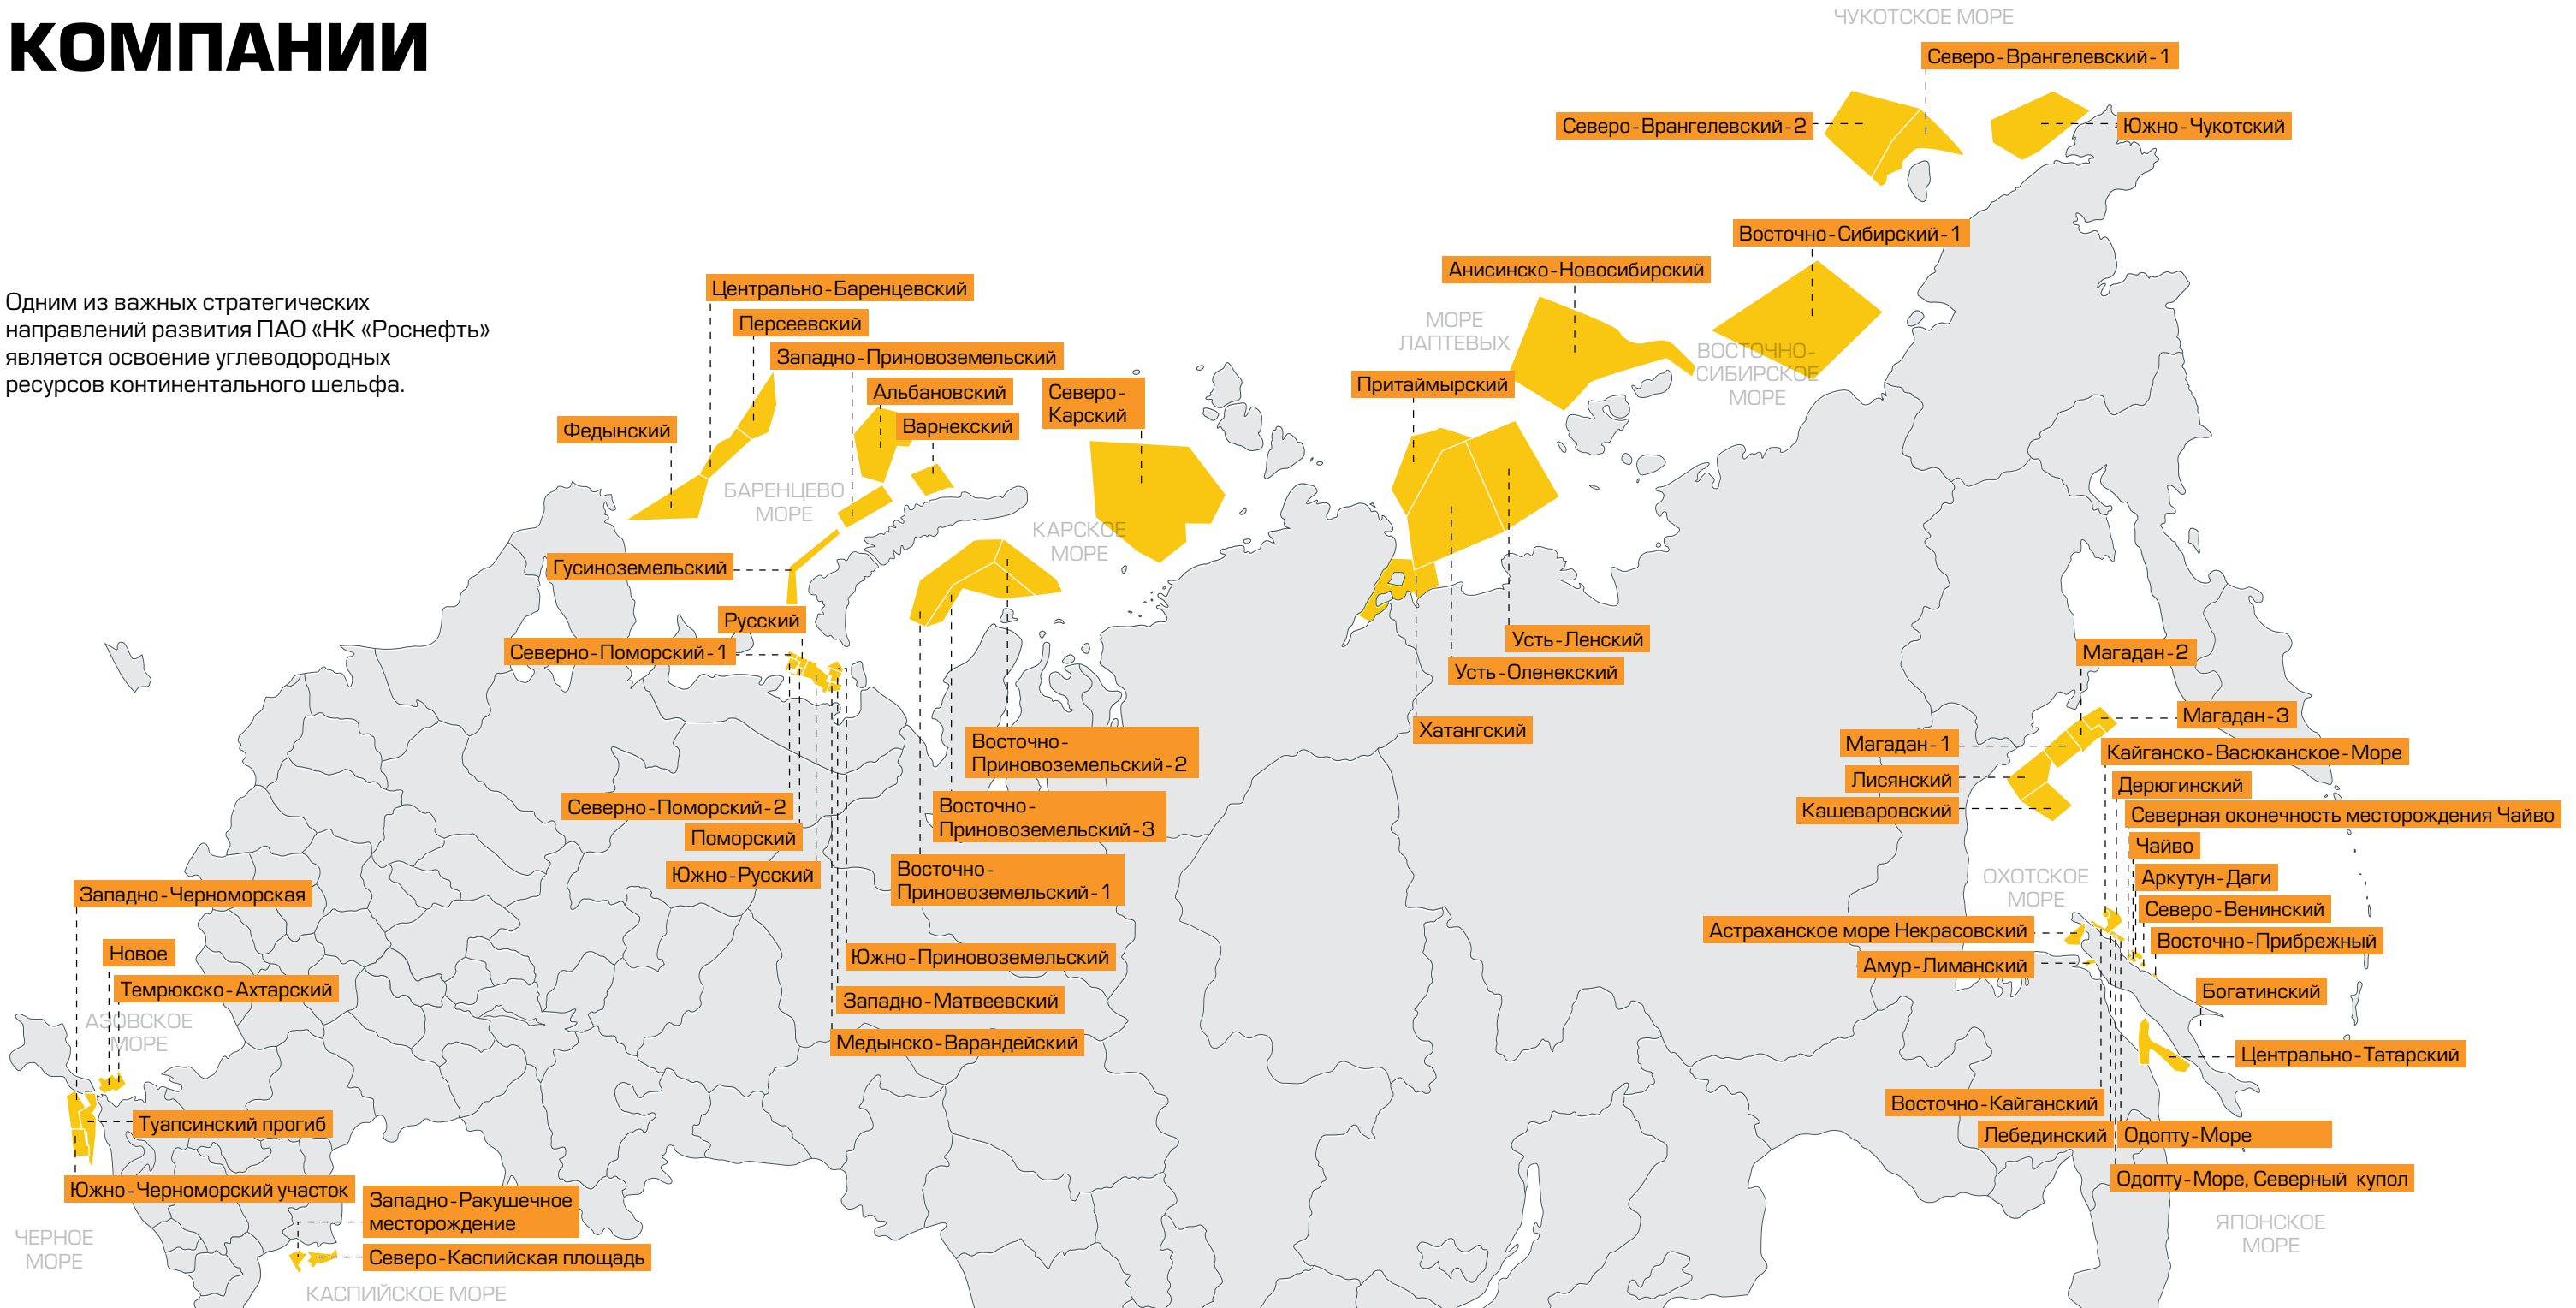 КОМПАНИИ
Одним из важных стратегических
направлений развития ПАО «НК «Роснефть»
является освоение углеводородных
ресурсов континентального шельфа.
ЧУКОТСКОЕ МОРЕ
Северо-Врангелевский-1
Северо-Врангелевский-2
Южно-Чукотский
Восточно-Сибирский-1
Анисинско-Новосибирский
МОРЕ
ЛАПТЕВЫХ
ВОСТОЧНО-
СИБИРСКОЕ
МОРЕ
Притаймырский
Центрально-Баренцевский
Персеевский
Западно-Приновоземельский
Альбановский
Варнекский
Северо-
Карский
Федынский
БАРЕНЦЕВО
МОРЕ
КАРСКОЕ
МОРЕ
Гусиноземельский
Русский
Северно-Поморский-1
Усть-Ленский
Усть-Оленекский
Хатангский
Восточно-
Приновоземельский-2
Восточно-
Приновоземельский-3
Восточно-
Приновоземельский-1
Северно-Поморский-2
Поморский
Южно-Русский
Южно-Приновоземельский
Западно-Матвеевский
Медынско-Варандейский
Магадан-2
Магадан-3
Магадан-1
Лисянский
Кашеваровский
Кайганско-Васюканское-Море
Дерюгинский
Северная оконечность месторождения Чайво
Чайво
Аркутун-Даги
Северо-Венинский
Восточно-Прибрежный
ОХОТСКОЕ
МОРЕ
Астраханское море Некрасовский
Амур-Лиманский
Богатинский
Центрально-Татарский
Восточно-Кайганский
Лебединский
Одопту-Море
Одопту-Море, Северный купол
ЯПОНСКОЕ
МОРЕ
Западно-Черноморская
Новое
Темрюкско-Ахтарский
АЗОВСКОЕ
МОРЕ
Туапсинский прогиб
Южно-Черноморский участок
ЧЕРНОЕ
МОРЕ
Западно-Ракушечное
месторождение
Северо-Каспийская площадь
КАСПИЙСКОЕ МОРЕ